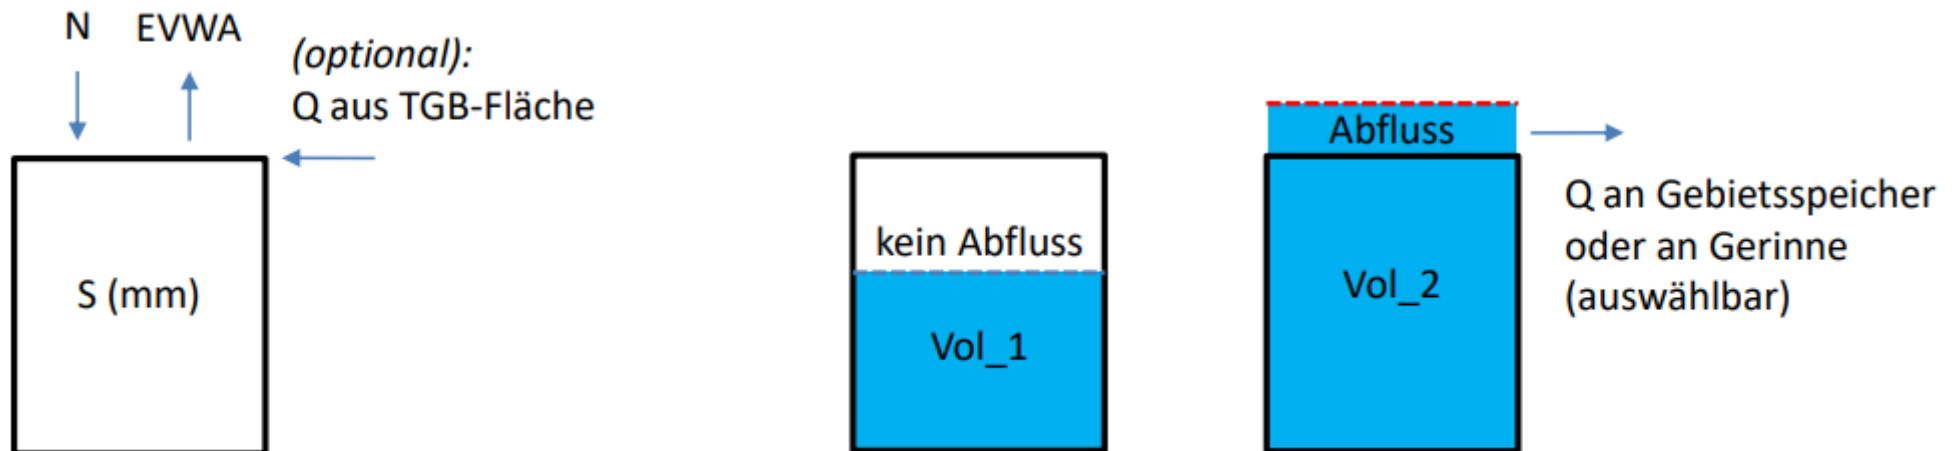 N EVWA
(optional):
Q aus TGB-Fläche
S (mm)
kein Abfluss
Vol_1
Abfluss
Vol_2
Q an Gebietsspeicher
oder an Gerinne
(auswählbar)